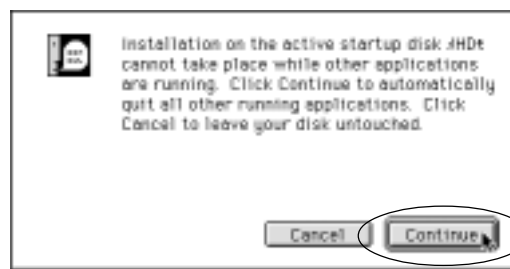 Installation on the active startup disk
cannot take place while other applications
are running. Click Continue to automatically
quit all other running applications. Click
Cancel to leave your disk untouched.
Cancel Continue